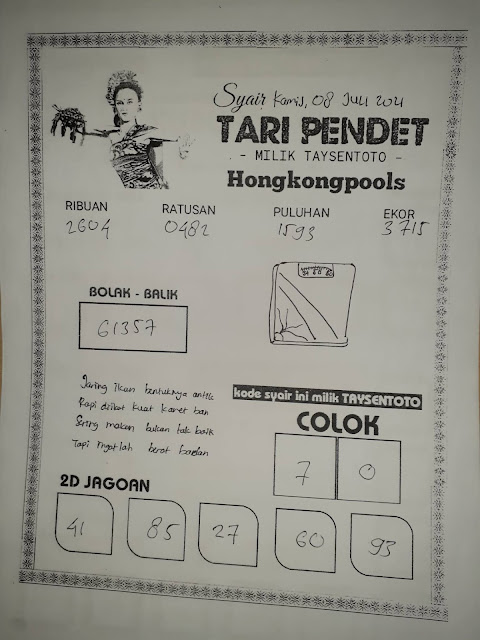 Syair Kamis, 08 Juli 2021
TARI PENDET
- MILIK TAYSENTOTO -
Hongkongpools
RIBUAN RATUSAN PULUHAN EKOR
2604 0482 1593 3715
BOLAK - BALIK
61357
Jaring ikan bentuknya antik
Rapi diikat kuat karet ban
Sering makan bukan tak baik
Tapi ingatlah berat badan
kode syair ini milik TAYSENTOTO
COLOK
7 0
2D JAGOAN
41 85 27 60 93